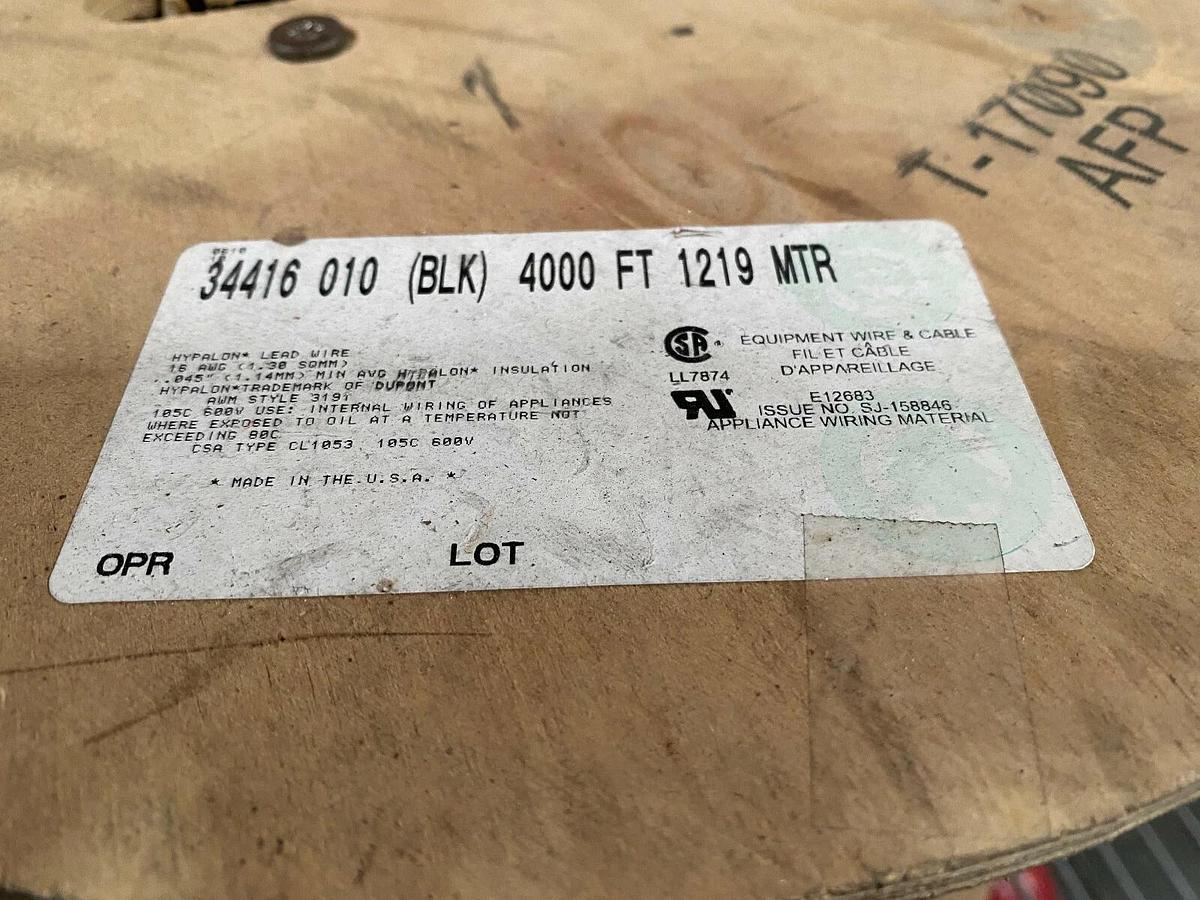 7
T-17090
AFP
34416 010 (BLK) 4000 FT 1219 MTR
HYPALON* LEAD WIRE
16 AWG (1.30 SQMM)
.045" (1.14MM) MIN AVG HYPALON* INSULATION
HYPALON*TRADEMARK OF DUPONT
AWM STYLE 3191
105C 600V USE: INTERNAL WIRING OF APPLIANCES
WHERE EXPOSED TO OIL AT A TEMPERATURE NOT
EXCEEDING 80C
CSA TYPE CL1053 105C 600V
* MADE IN THE U.S.A. *
SA ®
EQUIPMENT WIRE & CABLE
FIL ET CÂBLE
D'APPAREILLAGE
LL7874
RU
E12683
ISSUE NO. SJ-158846
APPLIANCE WIRING MATERIAL
OPR
LOT